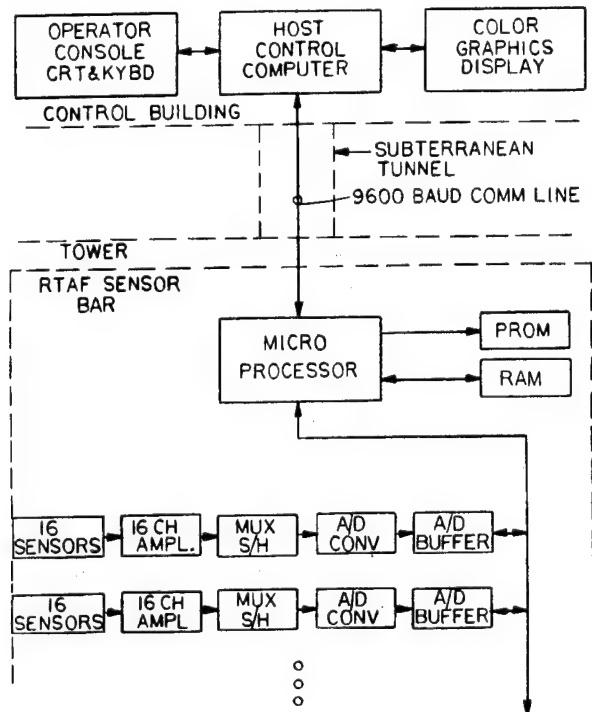 OPERATOR
CONSOLE
CRT&KYBD
HOST
CONTROL
COMPUTER
COLOR
GRAPHICS
DISPLAY
CONTROL BUILDING
SUBTERRANEAN
TUNNEL
9600 BAUD COMM LINE
TOWER
RTAF SENSOR
BAR
MICRO
PROCESSOR
PROM
RAM
16
SENSORS
16 CH
AMPL.
MUX
S/H
A/D
CONV
A/D
BUFFER
16
SENSORS
16 CH
AMPL
MUX
S/H
A/D
CONV
A/D
BUFFER